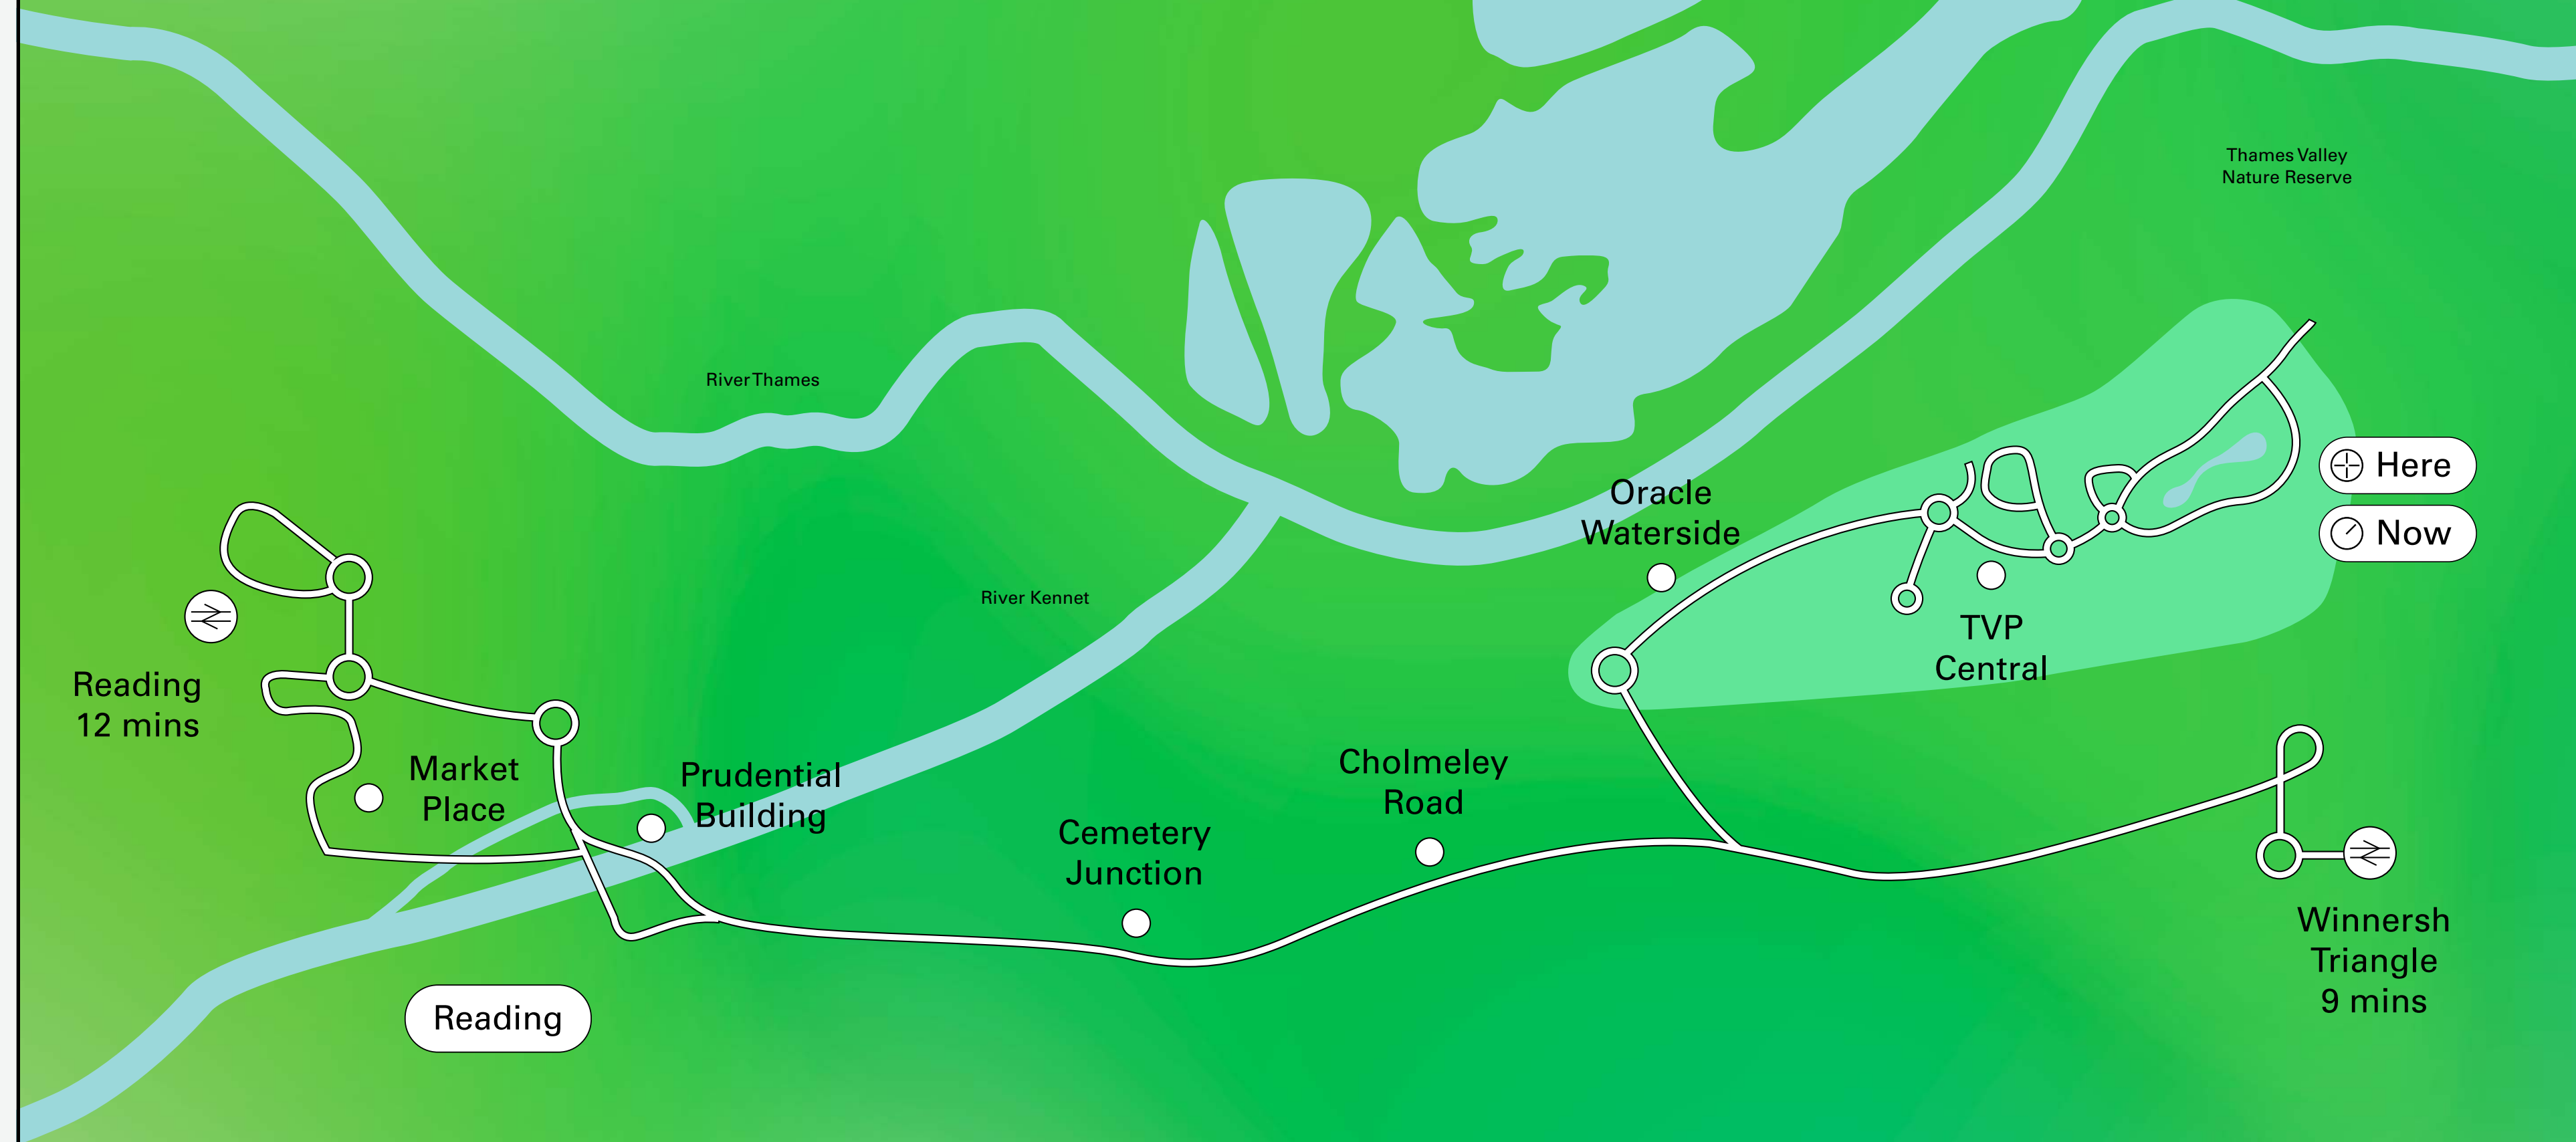 Thames Valley
Nature Reserve
River Thames
Here
Oracle
Waterside
Now
River Kennet
TVP
Central
Reading
12 mins
Market
Place
Prudential
Building
Cholmeley
Road
Cemetery
Junction
Winnersh
Triangle
9 mins
Reading